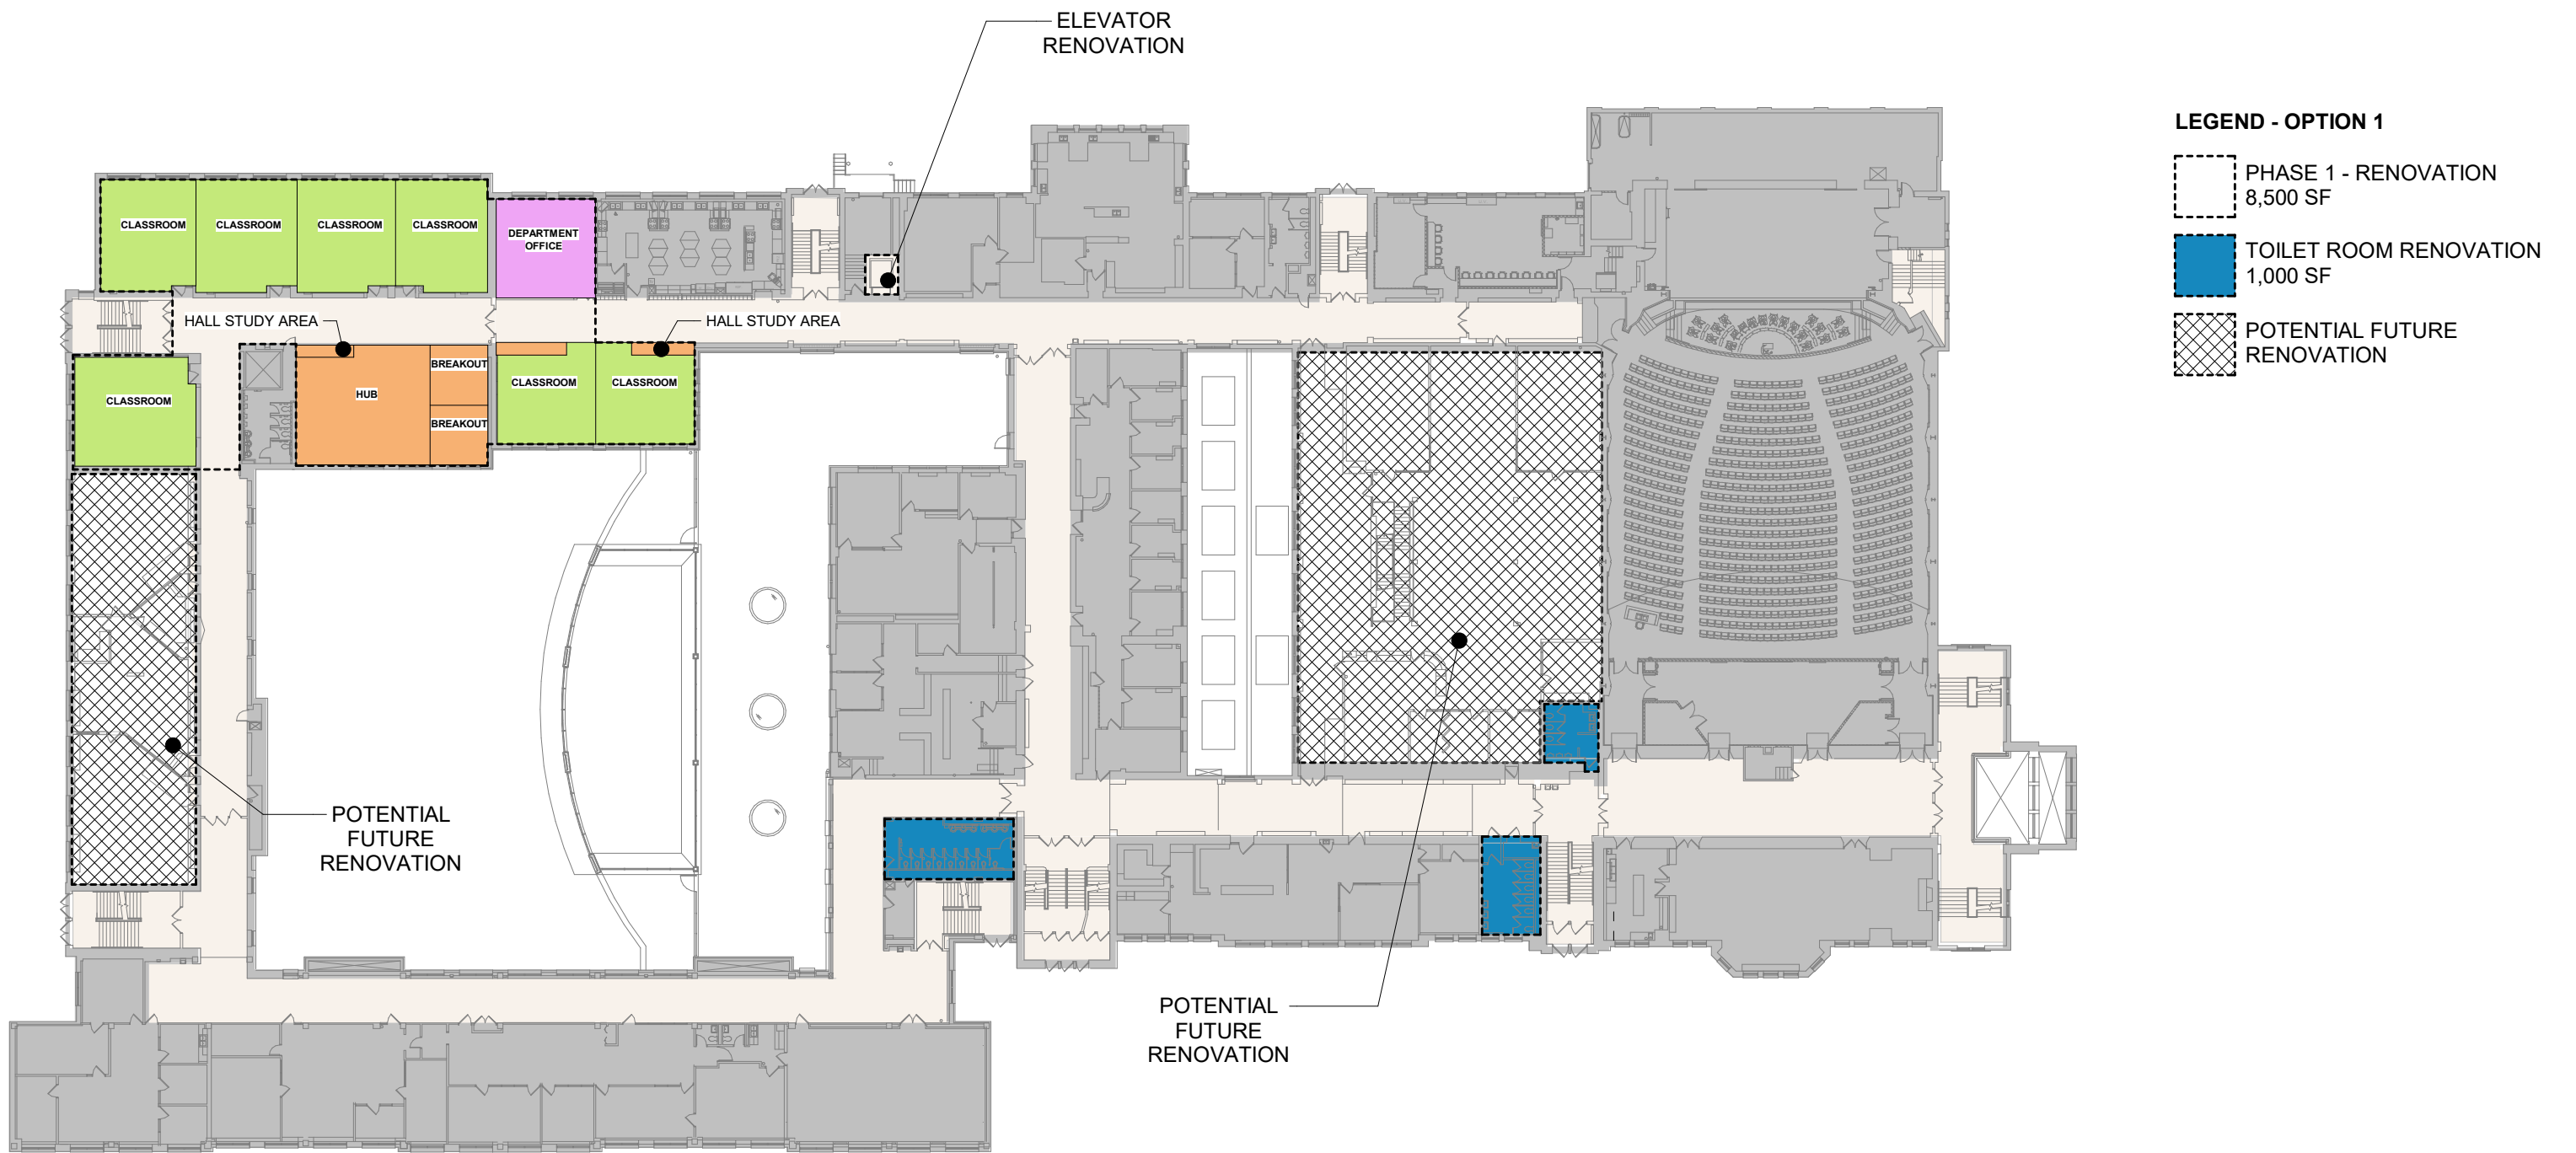 ELEVATOR
RENOVATION
LEGEND - OPTION 1
PHASE 1 - RENOVATION
8,500 SF
TOILET ROOM RENOVATION
1,000 SF
POTENTIAL FUTURE
RENOVATION
CLASSROOM
CLASSROOM
CLASSROOM
CLASSROOM
DEPARTMENT
OFFICE
HALL STUDY AREA
HALL STUDY AREA
CLASSROOM
HUB
BREAKOUT
BREAKOUT
CLASSROOM
CLASSROOM
POTENTIAL
FUTURE
RENOVATION
POTENTIAL
FUTURE
RENOVATION